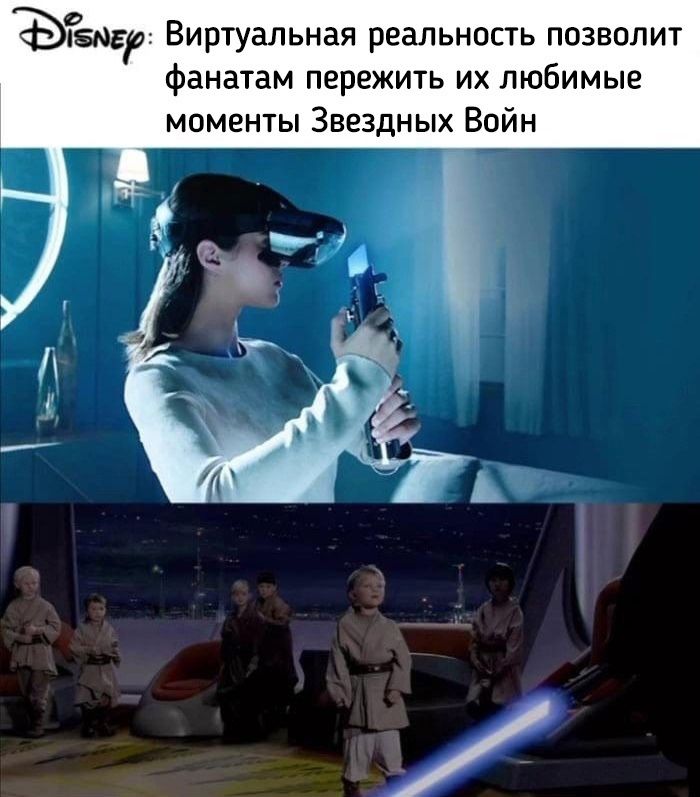 Disney: Виртуальная реальность позволит
фанатам пережить их любимые
моменты Звездных Войн